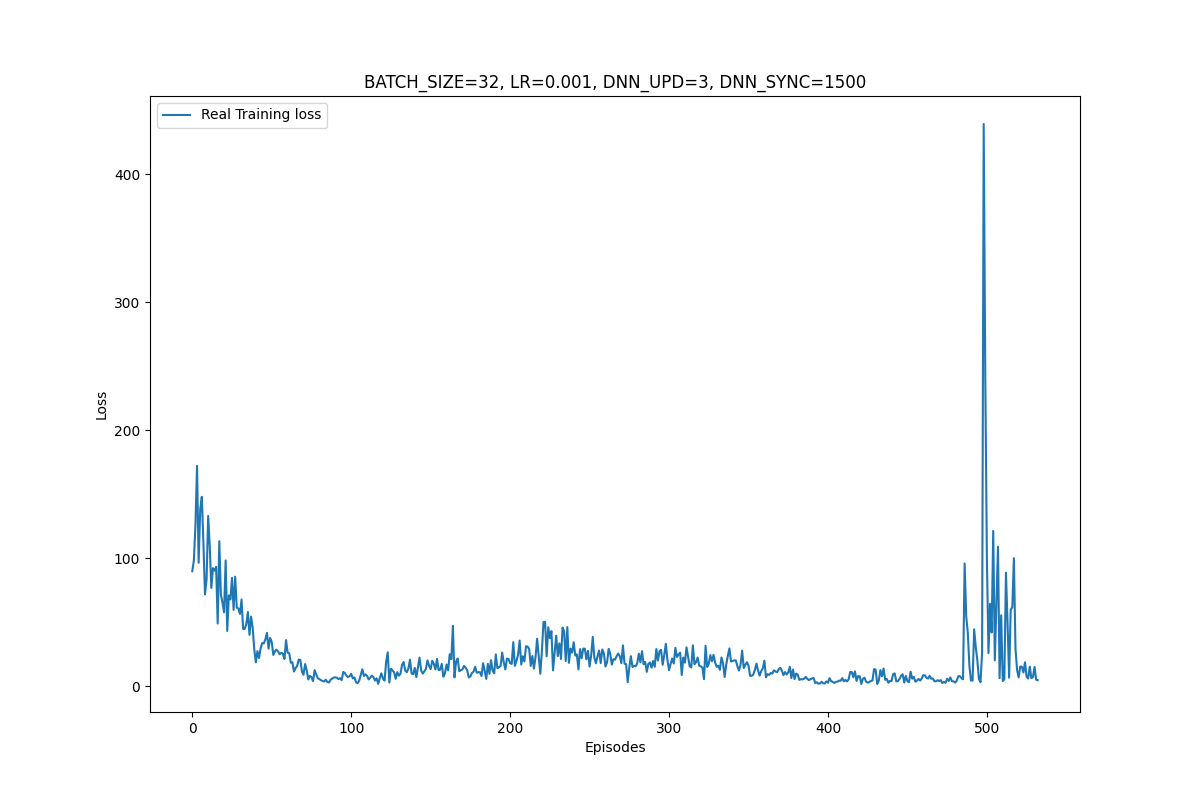 BATCH_SIZE=32, LR=0.001, DNN_UPD=3, DNN_SYNC=1500
Real Training loss
400
300
200
100
0
Loss
0 100 200 300 400 500
Episodes